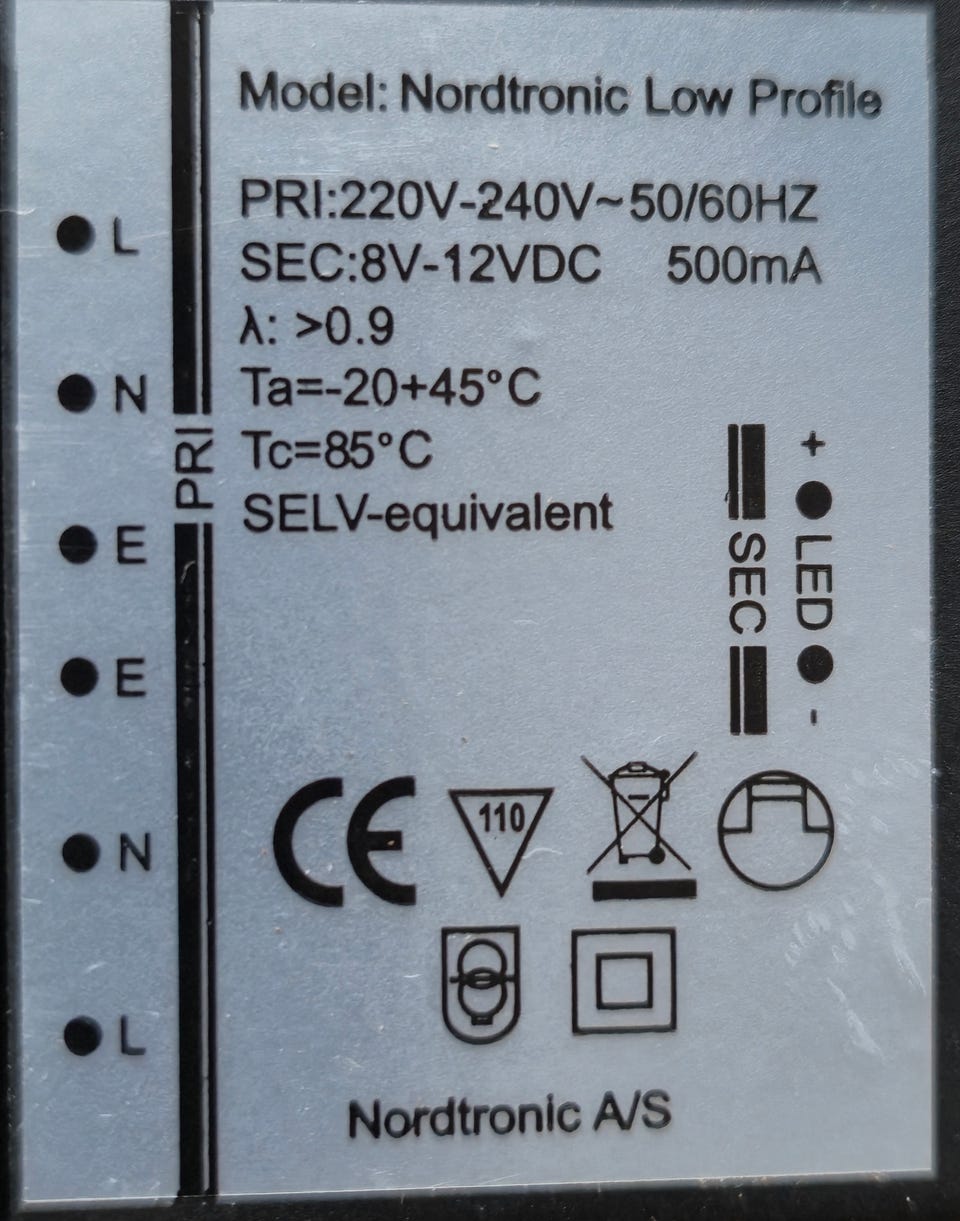 Model: Nordtronic Low Profile
PRI:220V-240V~50/60HZ
SEC:8V-12VDC 500mA
λ: >0.9
Ta=-20+45°C
Tc=85°C
SELV-equivalent
L
N
E
E
N
L
PRI
SEC
+ LED -
CE
110
Nordtronic A/S